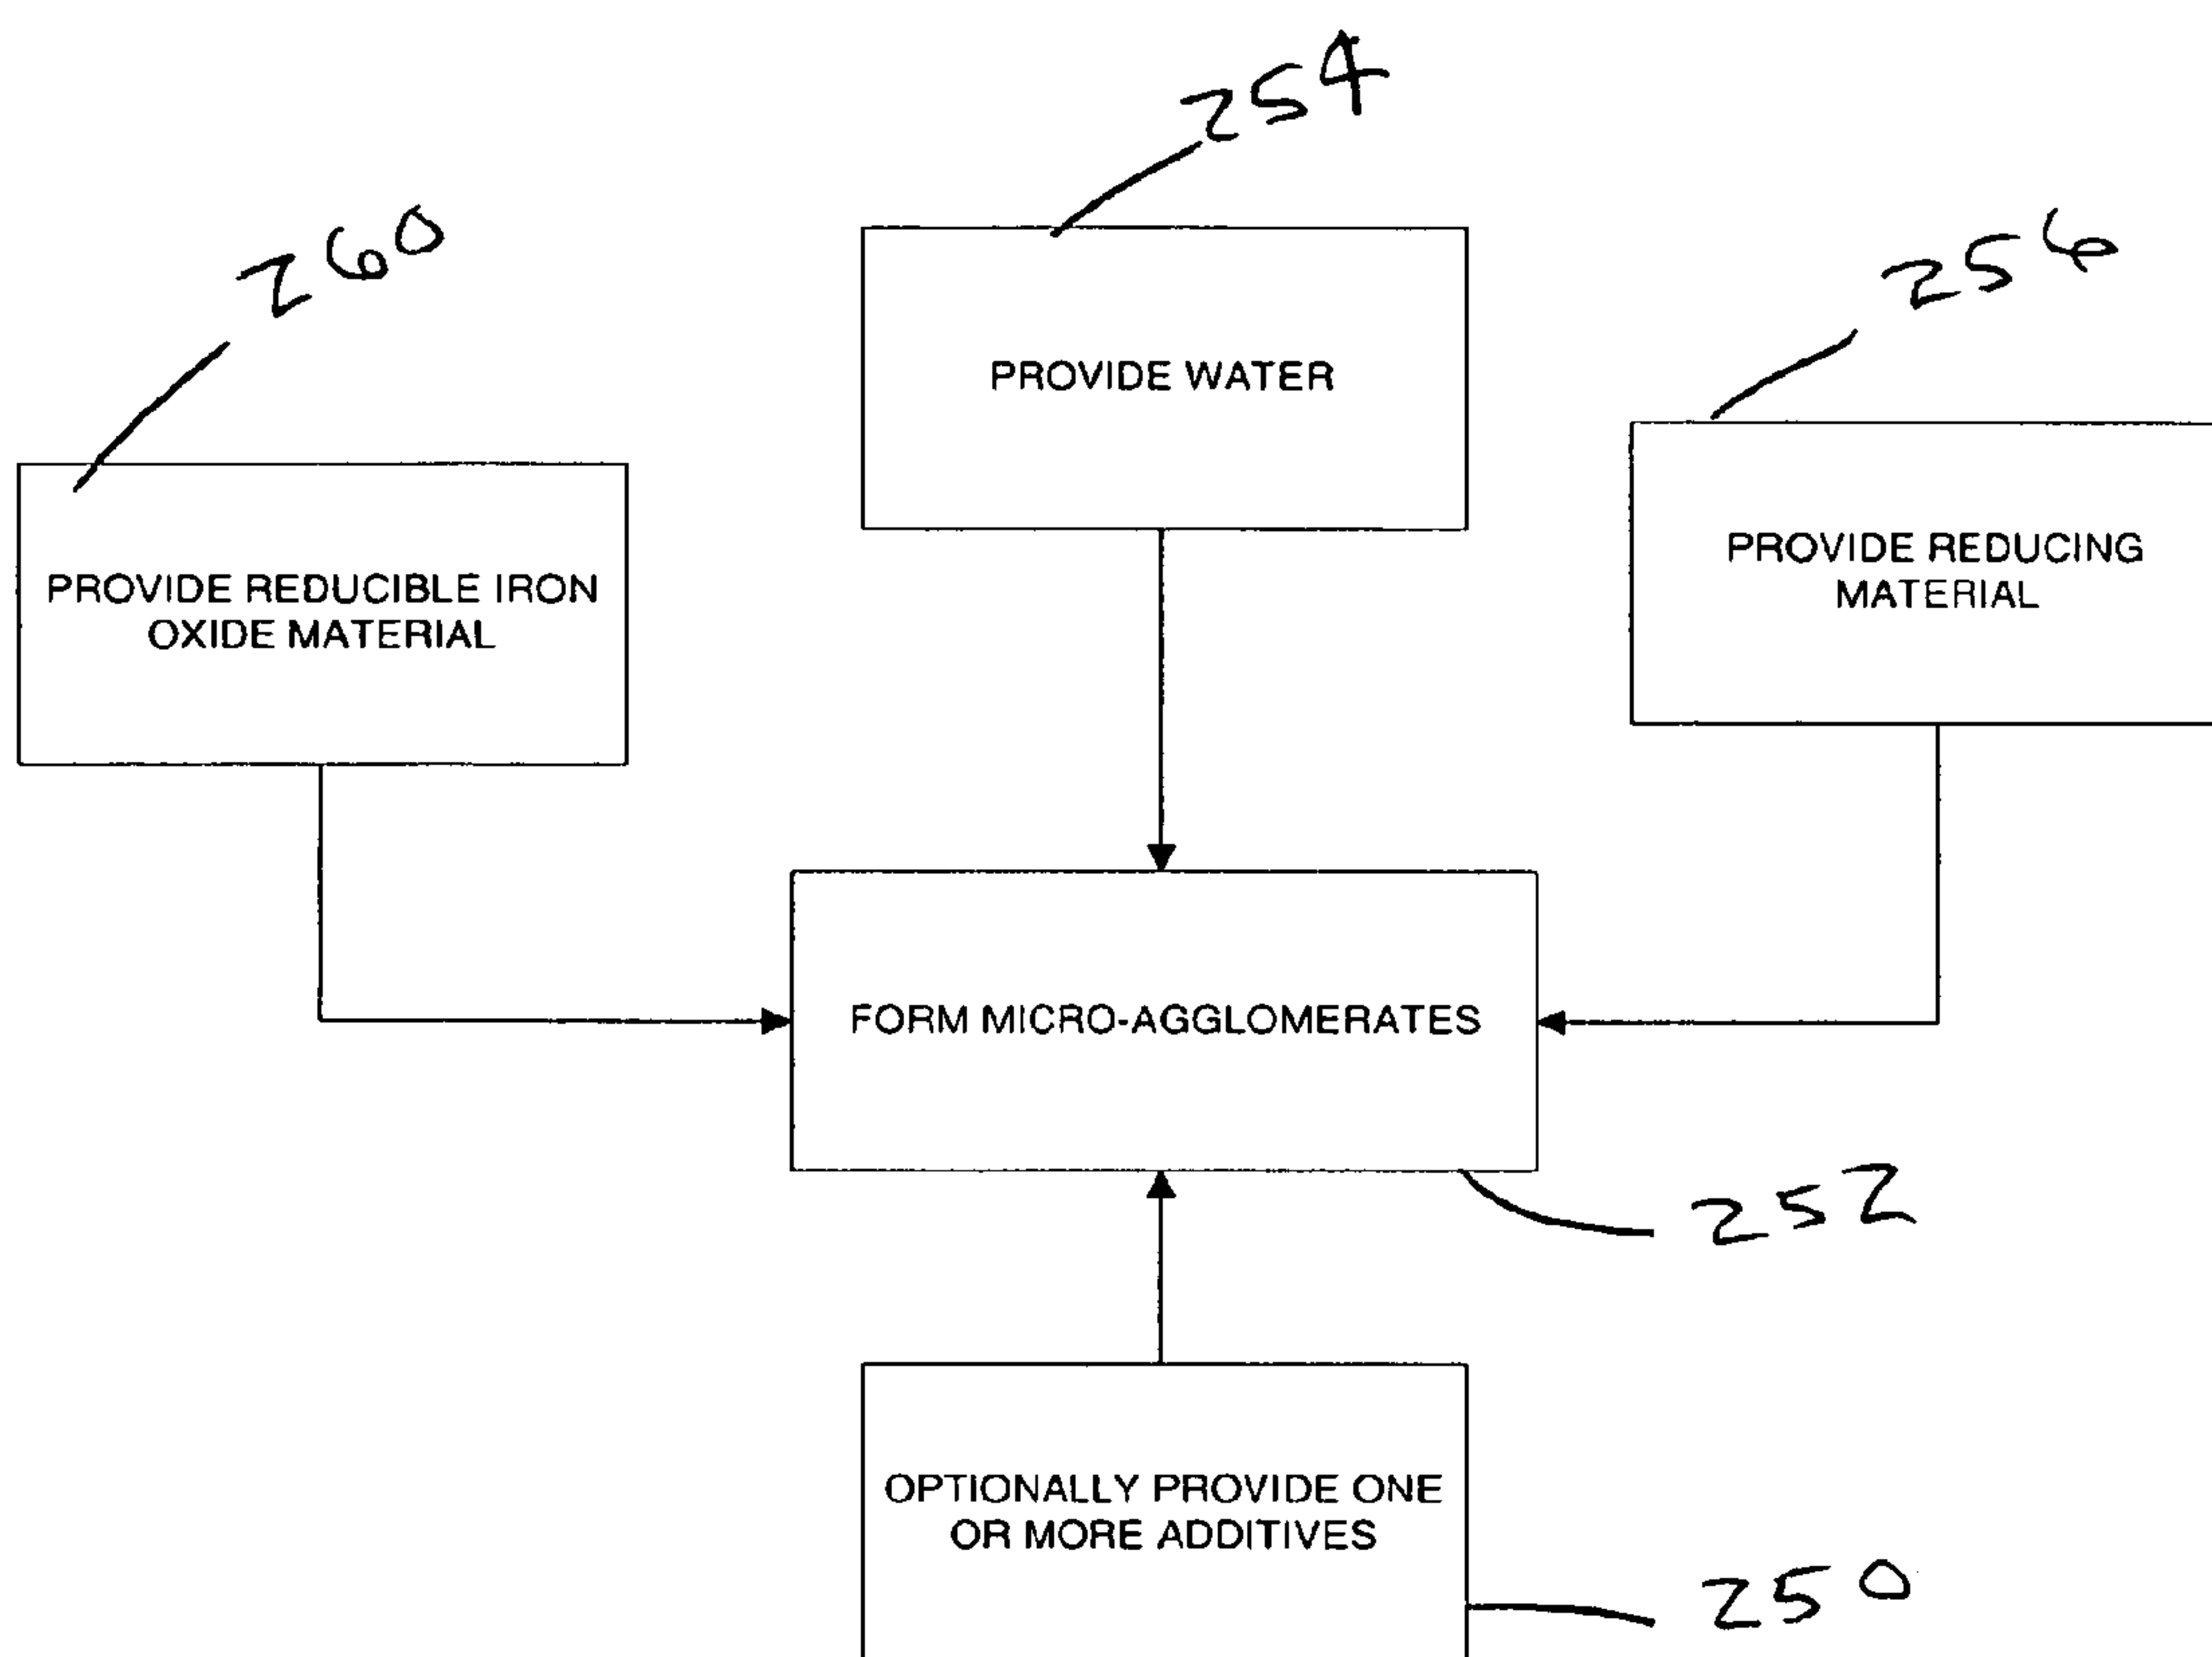 254
260
256
PROVIDE WATER
PROVIDE REDUCING
MATERIAL
PROVIDE REDUCIBLE IRON
OXIDE MATERIAL
FORM MICRO-AGGLOMERATES
252
OPTIONALLY PROVIDE ONE
OR MORE ADDITIVES
250